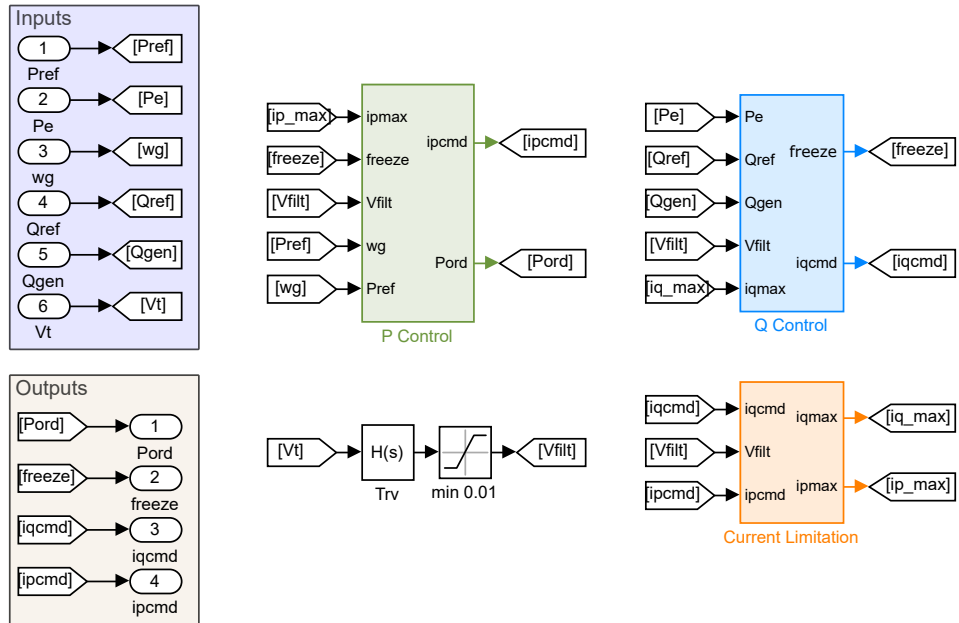 Inputs
1
[Pref]
Pref
2
[Pe]
Pe
3
[wg]
wg
4
[Qref]
Qref
5
[Qgen]
Qgen
6
[Vt]
Vt
[ip_max]
[freeze]
[Vfilt]
[Pref]
[wg]
ipmax
freeze
Vfilt
wg
Pref
ipcmd
Pord
[ipcmd]
[Pord]
P Control
[Pe]
[Qref]
[Qgen]
[Vfilt]
[iq_max]
Pe
Qref
Qgen
Vfilt
iqmax
freeze
iqcmd
[freeze]
[iqcmd]
Q Control
Outputs
[Pord]
1
Pord
[freeze]
2
freeze
[iqcmd]
3
iqcmd
[ipcmd]
4
ipcmd
[Vt]
H(s)
Trv
min 0.01
[Vfilt]
[iqcmd]
[Vfilt]
[ipcmd]
iqcmd
Vfilt
ipcmd
iqmax
ipmax
[iq_max]
[ip_max]
Current Limitation